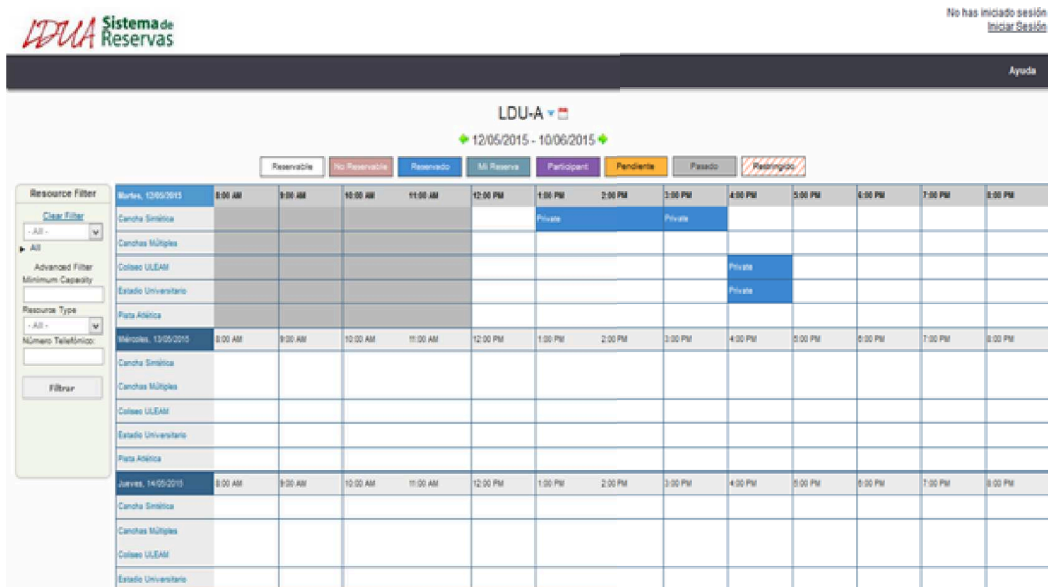 No has iniciado sesión
Iniciar Sesión
LDUA Sistema de
Reservas
Ayuda
LDU-A
12/05/2015 - 10/06/2015
Reservable No Reservable Reservado Mi Reserva Participant Pendiente Pasado Restringido
Resource Filter
Clear Filter
- All -
All
Advanced Filter
Minimum Capacity
Resource Type
- All -
Número Telefónico:
Filtrar
Martes, 12/05/2015 8:00 AM 9:00 AM 10:00 AM 11:00 AM 12:00 PM 1:00 PM 2:00 PM 3:00 PM 4:00 PM 5:00 PM 6:00 PM 7:00 PM 8:00 PM
Cancha Sintética Private Private
Canchas Múltiples
Coliseo ULEAM Private
Estadio Universitario Private
Pista Atlética
Miércoles, 13/05/2015 8:00 AM 9:00 AM 10:00 AM 11:00 AM 12:00 PM 1:00 PM 2:00 PM 3:00 PM 4:00 PM 5:00 PM 6:00 PM 7:00 PM 8:00 PM
Cancha Sintética
Canchas Múltiples
Coliseo ULEAM
Estadio Universitario
Pista Atlética
Jueves, 14/05/2015 8:00 AM 9:00 AM 10:00 AM 11:00 AM 12:00 PM 1:00 PM 2:00 PM 3:00 PM 4:00 PM 5:00 PM 6:00 PM 7:00 PM 8:00 PM
Cancha Sintética
Canchas Múltiples
Coliseo ULEAM
Estadio Universitario